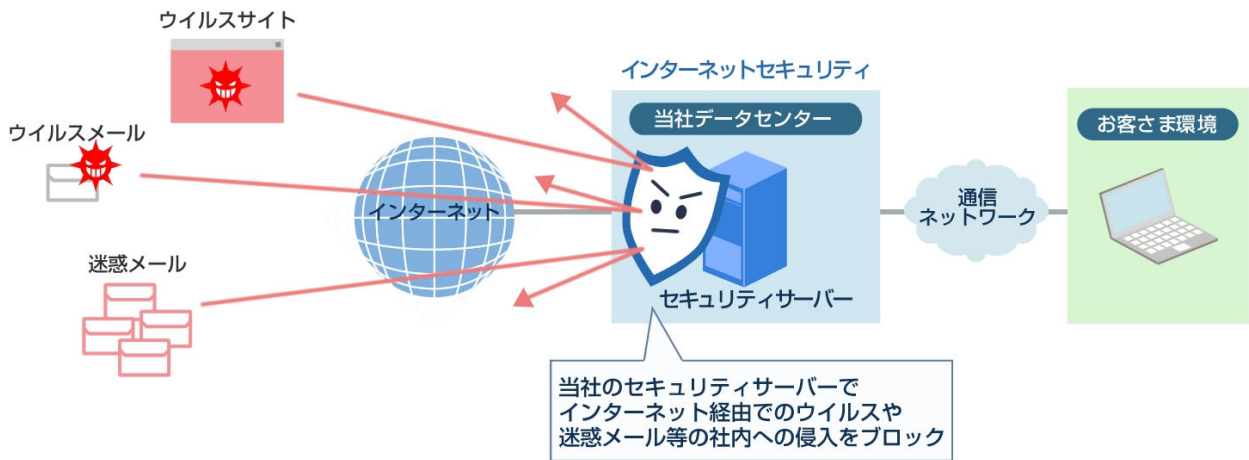 ウイルスサイト
ウイルスメール
迷惑メール
インターネット
インターネットセキュリティ
当社データセンター
セキュリティサーバー
通信
ネットワーク
お客さま環境
当社のセキュリティサーバーで
インターネット経由でのウイルスや
迷惑メール等の社内への侵入をブロック